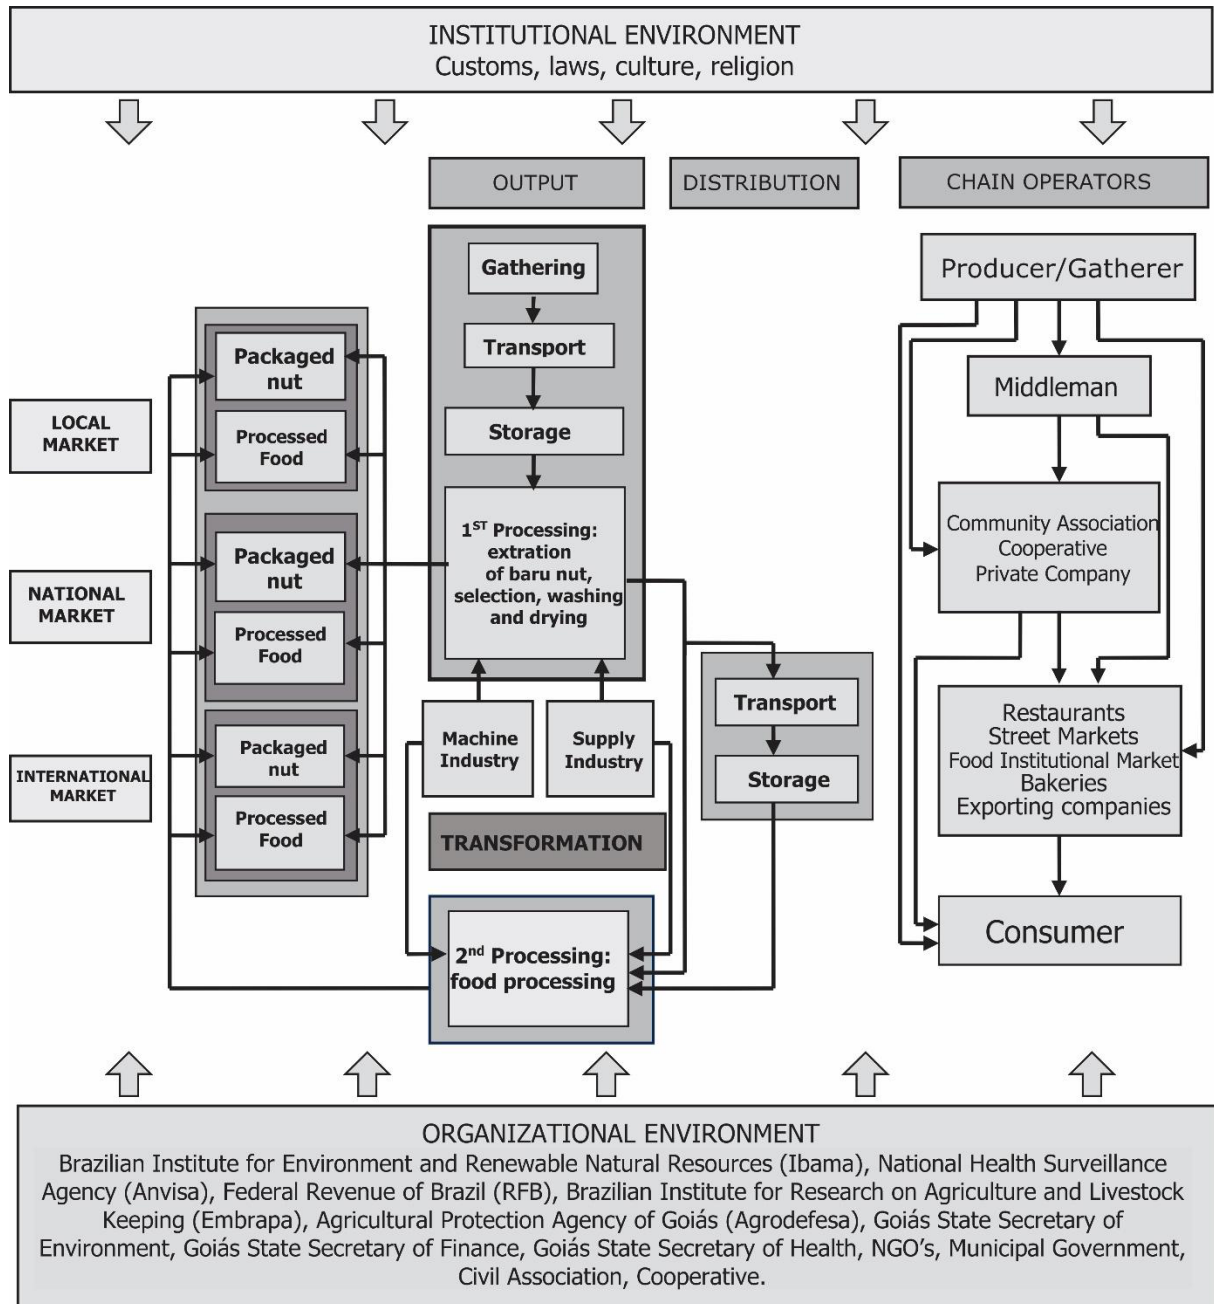 INSTITUTIONAL ENVIRONMENT
Customs, laws, culture, religion
OUTPUT
DISTRIBUTION
CHAIN OPERATORS
Gathering
Transport
Storage
1ST Processing:
extration
of baru nut,
selection, washing
and drying
Machine
Industry
Supply
Industry
TRANSFORMATION
2nd Processing:
food processing
Transport
Storage
LOCAL
MARKET
Packaged
nut
Processed
Food
NATIONAL
MARKET
Packaged
nut
Processed
Food
INTERNATIONAL
MARKET
Packaged
nut
Processed
Food
Producer/Gatherer
Middleman
Community Association
Cooperative
Private Company
Restaurants
Street Markets
Food Institutional Market
Bakeries
Exporting companies
Consumer
ORGANIZATIONAL ENVIRONMENT
Brazilian Institute for Environment and Renewable Natural Resources (Ibama), National Health Surveillance
Agency (Anvisa), Federal Revenue of Brazil (RFB), Brazilian Institute for Research on Agriculture and Livestock
Keeping (Embrapa), Agricultural Protection Agency of Goiás (Agrodefesa), Goiás State Secretary of
Environment, Goiás State Secretary of Finance, Goiás State Secretary of Health, NGO's, Municipal Government,
Civil Association, Cooperative.